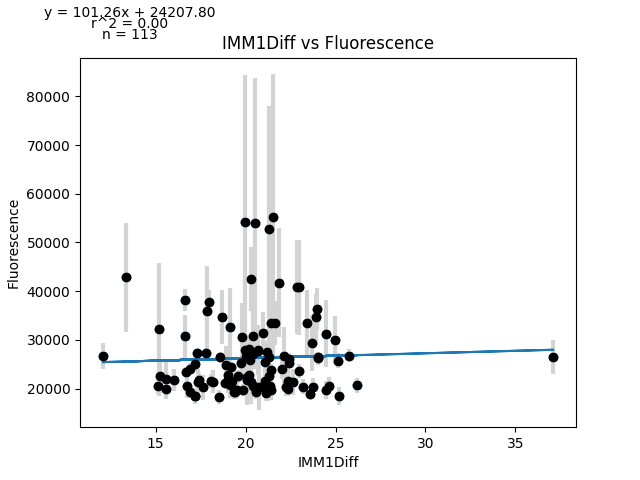 y = 101.26x + 24207.80
r^2 = 0.00
n = 113
IMM1Diff vs Fluorescence
80000
70000
60000
50000
40000
30000
20000
Fluorescence
15 20 25 30 35
IMM1Diff